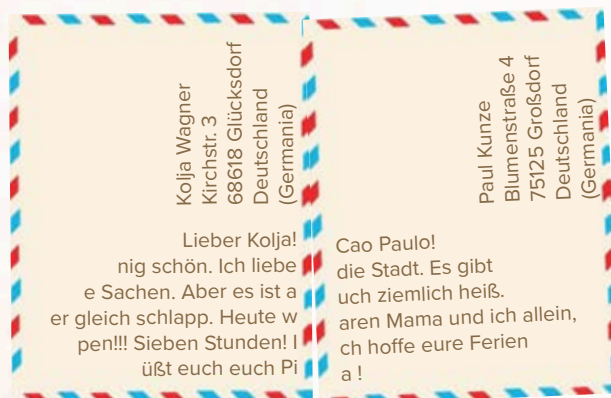 Kolja Wagner
Kirchstr. 3
68618 Glücksdorf
Deutschland
(Germania)
Lieber Kolja!
nig schön. Ich liebe
e Sachen. Aber es ist a
er gleich schlapp. Heute w
pen!!! Sieben Stunden! I
üßt euch euch Pi
Paul Kunze
Blumenstraße 4
75125 Großdorf
Deutschland
(Germania)
Cao Paulo!
die Stadt. Es gibt
uch ziemlich heiß.
aren Mama und ich allein,
ch hoffe eure Ferien
a !